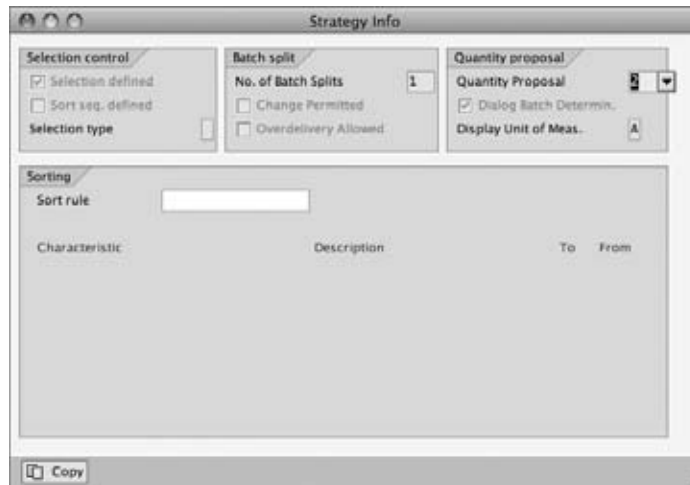 Strategy Info
Selection control
Selection defined
Sort seq. defined
Selection type
Batch split
No. of Batch Splits 1
Change Permitted
Overdelivery Allowed
Quantity proposal
Quantity Proposal 2
Dialog Batch Determin.
Display Unit of Meas. A
Sorting
Sort rule
Characteristic Description To From
Copy